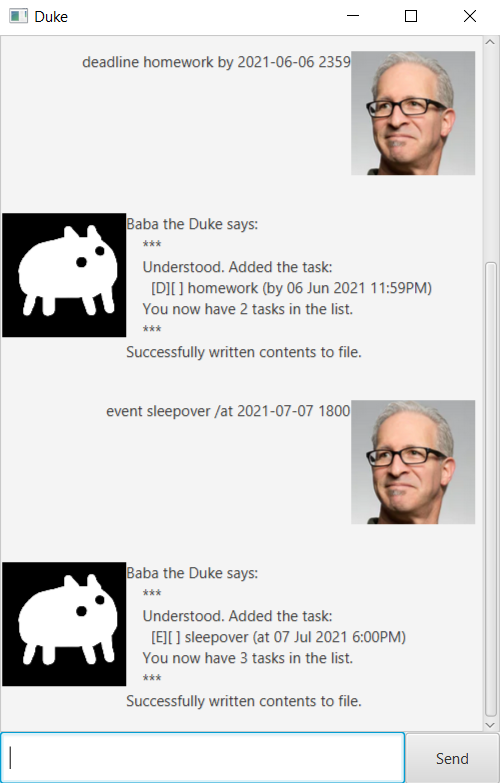 Duke
deadline homework by 2021-06-06 2359
Baba the Duke says:
***
Understood. Added the task:
[D][ ] homework (by 06 Jun 2021 11:59PM)
You now have 2 tasks in the list.
***
Successfully written contents to file.
event sleepover /at 2021-07-07 1800
Baba the Duke says:
***
Understood. Added the task:
[E][ ] sleepover (at 07 Jul 2021 6:00PM)
You now have 3 tasks in the list.
***
Successfully written contents to file.
Send